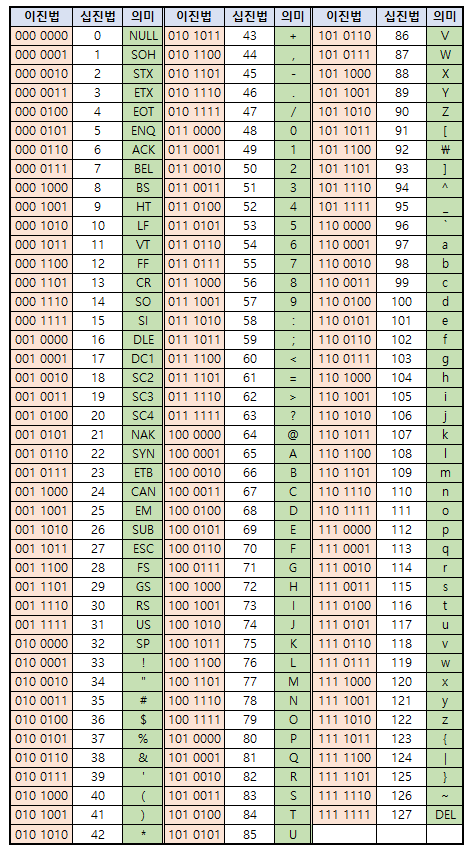 이진법 십진법 의미 이진법 십진법 의미 이진법 십진법 의미
000 0000 0 NULL 010 1011 43 + 101 0110 86 V
000 0001 1 SOH 010 1100 44 , 101 0111 87 W
000 0010 2 STX 010 1101 45 - 101 1000 88 X
000 0011 3 ETX 010 1110 46 . 101 1001 89 Y
000 0100 4 EOT 010 1111 47 / 101 1010 90 Z
000 0101 5 ENQ 011 0000 48 0 101 1011 91 [
000 0110 6 ACK 011 0001 49 1 101 1100 92 ₩
000 0111 7 BEL 011 0010 50 2 101 1101 93 ]
000 1000 8 BS 011 0011 51 3 101 1110 94 ^
000 1001 9 HT 011 0100 52 4 101 1111 95 _
000 1010 10 LF 011 0101 53 5 110 0000 96 `
000 1011 11 VT 011 0110 54 6 110 0001 97 a
000 1100 12 FF 011 0111 55 7 110 0010 98 b
000 1101 13 CR 011 1000 56 8 110 0011 99 c
000 1110 14 SO 011 1001 57 9 110 0100 100 d
000 1111 15 SI 011 1010 58 : 110 0101 101 e
001 0000 16 DLE 011 1011 59 ; 110 0110 102 f
001 0001 17 DC1 011 1100 60 < 110 0111 103 g
001 0010 18 SC2 011 1101 61 = 110 1000 104 h
001 0011 19 SC3 011 1110 62 > 110 1001 105 i
001 0100 20 SC4 011 1111 63 ? 110 1010 106 j
001 0101 21 NAK 100 0000 64 @ 110 1011 107 k
001 0110 22 SYN 100 0001 65 A 110 1100 108 l
001 0111 23 ETB 100 0010 66 B 110 1101 109 m
001 1000 24 CAN 100 0011 67 C 110 1110 110 n
001 1001 25 EM 100 0100 68 D 110 1111 111 o
001 1010 26 SUB 100 0101 69 E 111 0000 112 p
001 1011 27 ESC 100 0110 70 F 111 0001 113 q
001 1100 28 FS 100 0111 71 G 111 0010 114 r
001 1101 29 GS 100 1000 72 H 111 0011 115 s
001 1110 30 RS 100 1001 73 I 111 0100 116 t
001 1111 31 US 100 1010 74 J 111 0101 117 u
010 0000 32 SP 100 1011 75 K 111 0110 118 v
010 0001 33 ! 100 1100 76 L 111 0111 119 w
010 0010 34 " 100 1101 77 M 111 1000 120 x
010 0011 35 # 100 1110 78 N 111 1001 121 y
010 0100 36 $ 100 1111 79 O 111 1010 122 z
010 0101 37 % 101 0000 80 P 111 1011 123 {
010 0110 38 & 101 0001 81 Q 111 1100 124 |
010 0111 39 ' 101 0010 82 R 111 1101 125 }
010 1000 40 ( 101 0011 83 S 111 1110 126 ~
010 1001 41 ) 101 0100 84 T 111 1111 127 DEL
010 1010 42 * 101 0101 85 U